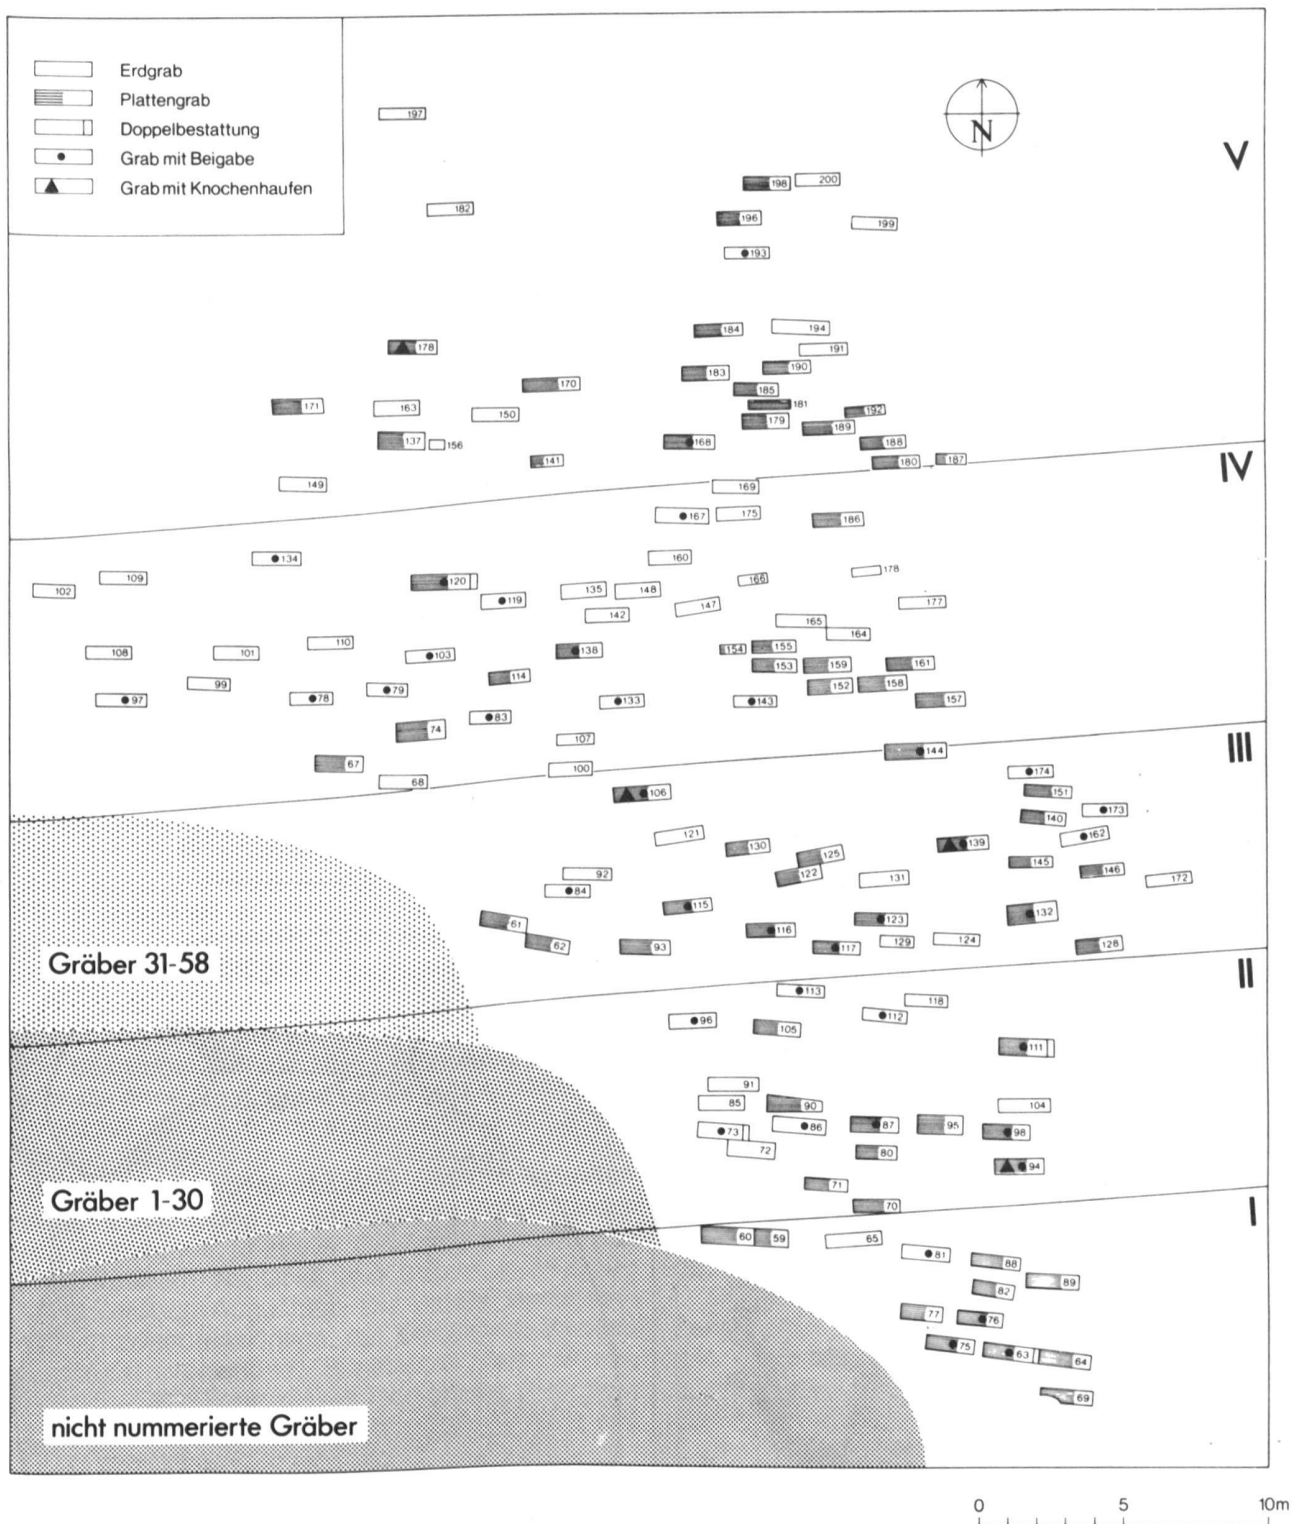 Erdgrab
Plattengrab
Doppelbestattung
Grab mit Beigabe
Grab mit Knochenhaufen
N
197
V
198 200
182
196 199
193
184 194
178 191
190
183
170 185
171 163 150 181 192
179 189
137 156 168 188
141 180 187
IV
149 169
167 175 186
134 160
109 120 178
102 135 148 166
119 147 177
142 165
110 164
108 101 103 138 154 155
153 159 161
99 114 152 158
97 78 79 133 143 157
83
74 107
III
144
67 100 174
68 106 151
173
140
121 162
130 139
125
92 145
122 131 146 172
84
115 132
61 116 123
62 93 117 129 124 128
Gräber 31-58
II
113 118
96 105 112
111
91
85 90 104
73 86 87 95 98
72 80
94
71
Gräber 1-30
70
I
60 59 65
81 88
89
82
77 76
75 63 64
69
nicht nummerierte Gräber
0 5 10m